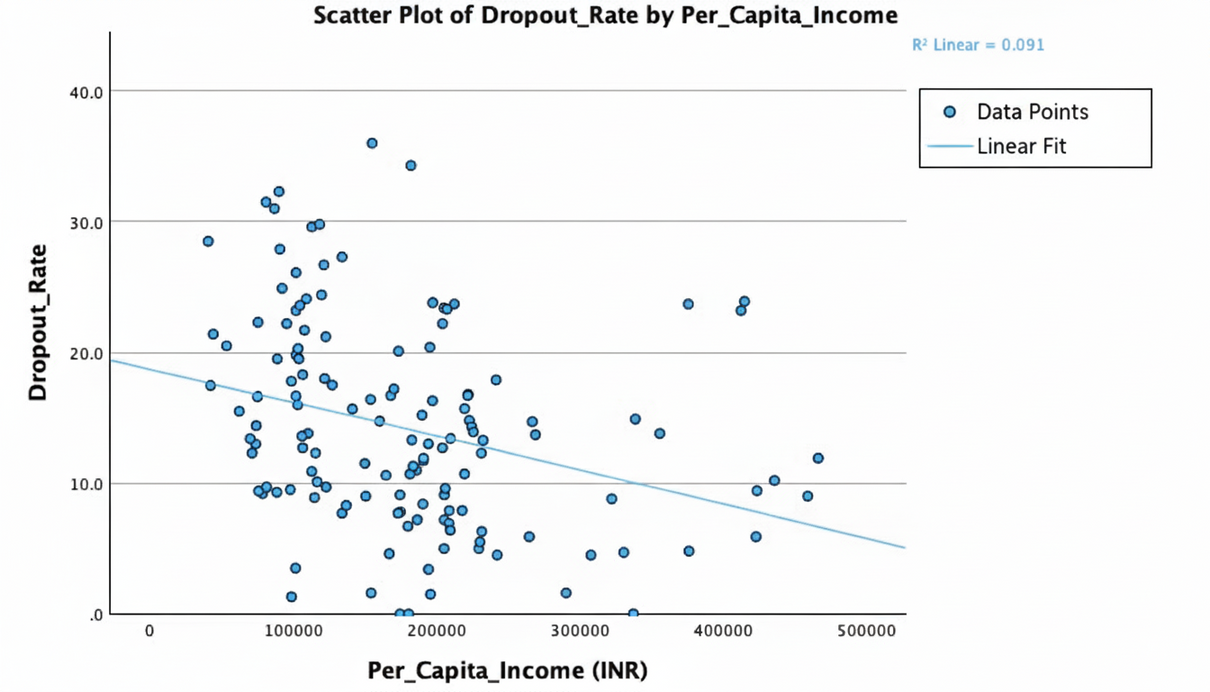 Scatter Plot of Dropout_Rate by Per_Capita_Income
R² Linear = 0.091
Data Points
Linear Fit
Dropout_Rate
40.0
30.0
20.0
10.0
.0
0
100000
200000
300000
400000
500000
Per_Capita_Income (INR)